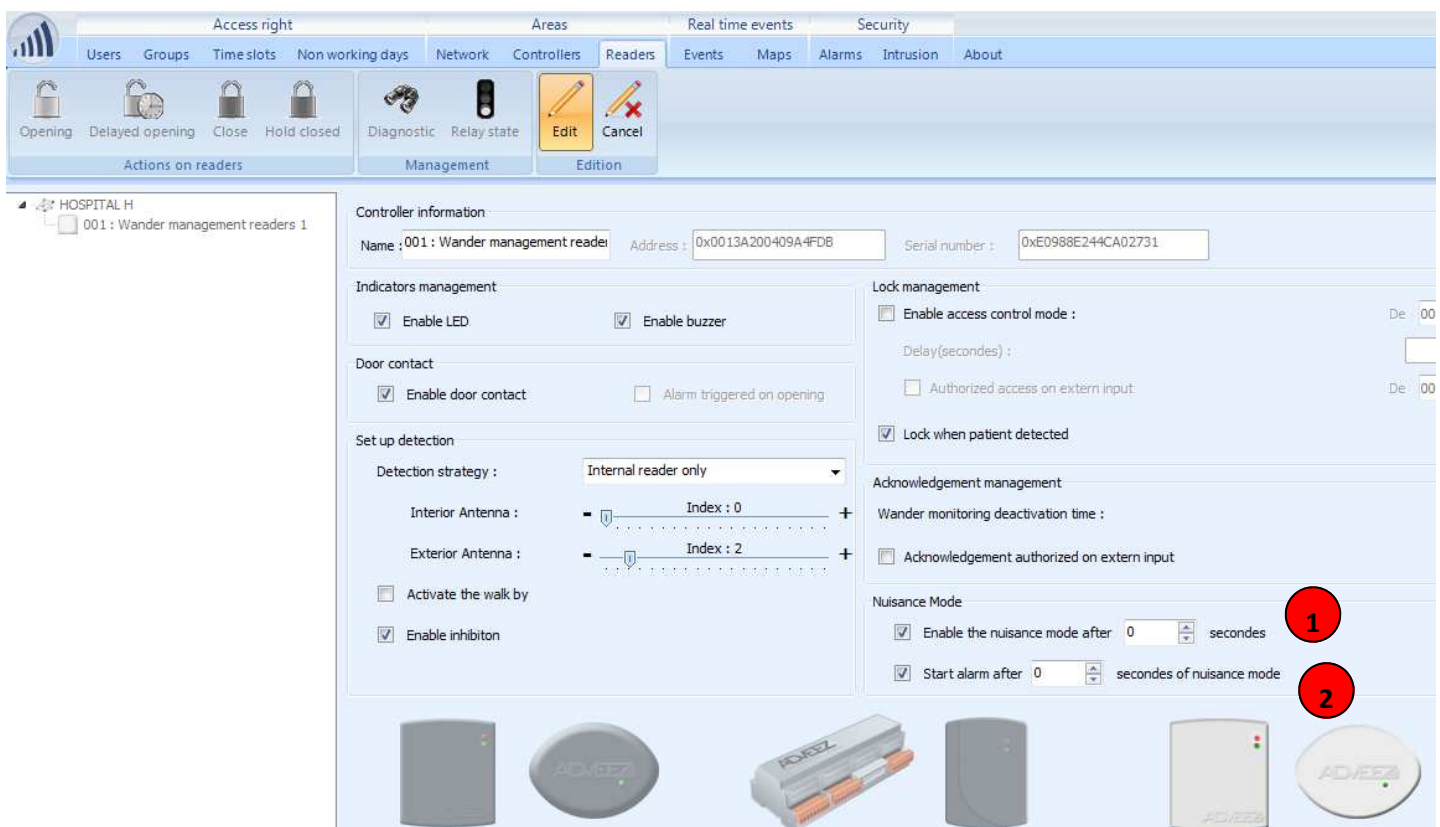 Access right Areas Real time events Security
Users Groups Time slots Non working days Network Controllers Readers Events Maps Alarms Intrusion About
Opening Delayed opening Close Hold closed Diagnostic Relay state Edit Cancel
Actions on readers Management Edition
HOSPITAL H
001 : Wander management readers 1
Controller information
Name : 001 : Wander management reader Address : 0x0013A200409A4FDB Serial number : 0xE0988E244CA02731
Indicators management
Enable LED Enable buzzer
Door contact
Enable door contact Alarm triggered on opening
Set up detection
Detection strategy : Internal reader only
Interior Antenna : - Index : 0 +
Exterior Antenna : - Index : 2 +
Activate the walk by
Enable inhibiton
Lock management
Enable access control mode : De 00
Delay(secondes) :
Authorized access on extern input De 00
Lock when patient detected
Acknowledgement management
Wander monitoring deactivation time :
Acknowledgement authorized on extern input
Nuisance Mode
Enable the nuisance mode after 0 secondes
1
Start alarm after 0 secondes of nuisance mode
2
ADVEEZ
ADVEEZ
ADVEEZ
ADVEEZ